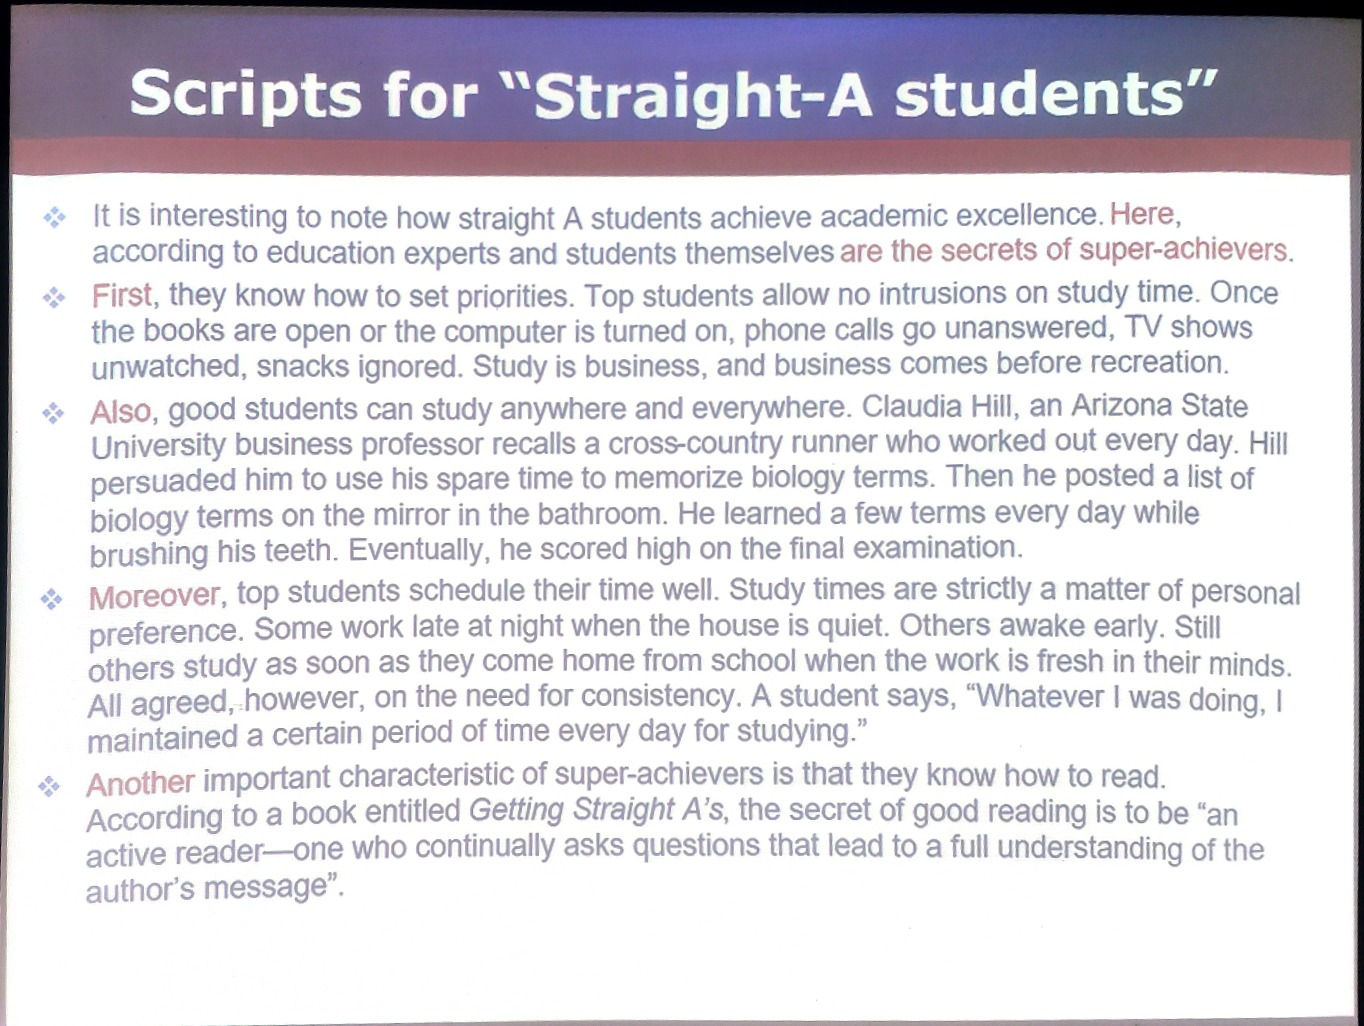 Scripts for “Straight-A students”
It is interesting to note how straight A students achieve academic excellence. Here,
according to education experts and students themselves are the secrets of super-achievers.
First, they know how to set priorities. Top students allow no intrusions on study time. Once
the books are open or the computer is turned on, phone calls go unanswered, TV shows
unwatched, snacks ignored. Study is business, and business comes before recreation.
Also, good students can study anywhere and everywhere. Claudia Hill, an Arizona State
University business professor recalls a cross-country runner who worked out every day. Hill
persuaded him to use his spare time to memorize biology terms. Then he posted a list of
biology terms on the mirror in the bathroom. He learned a few terms every day while
brushing his teeth. Eventually, he scored high on the final examination.
Moreover, top students schedule their time well. Study times are strictly a matter of personal
preference. Some work late at night when the house is quiet. Others awake early. Still
others study as soon as they come home from school when the work is fresh in their minds.
All agreed, however, on the need for consistency. A student says, “Whatever I was doing, I
maintained a certain period of time every day for studying.”
Another important characteristic of super-achievers is that they know how to read.
According to a book entitled Getting Straight A’s, the secret of good reading is to be “an
active reader—one who continually asks questions that lead to a full understanding of the
author’s message”.